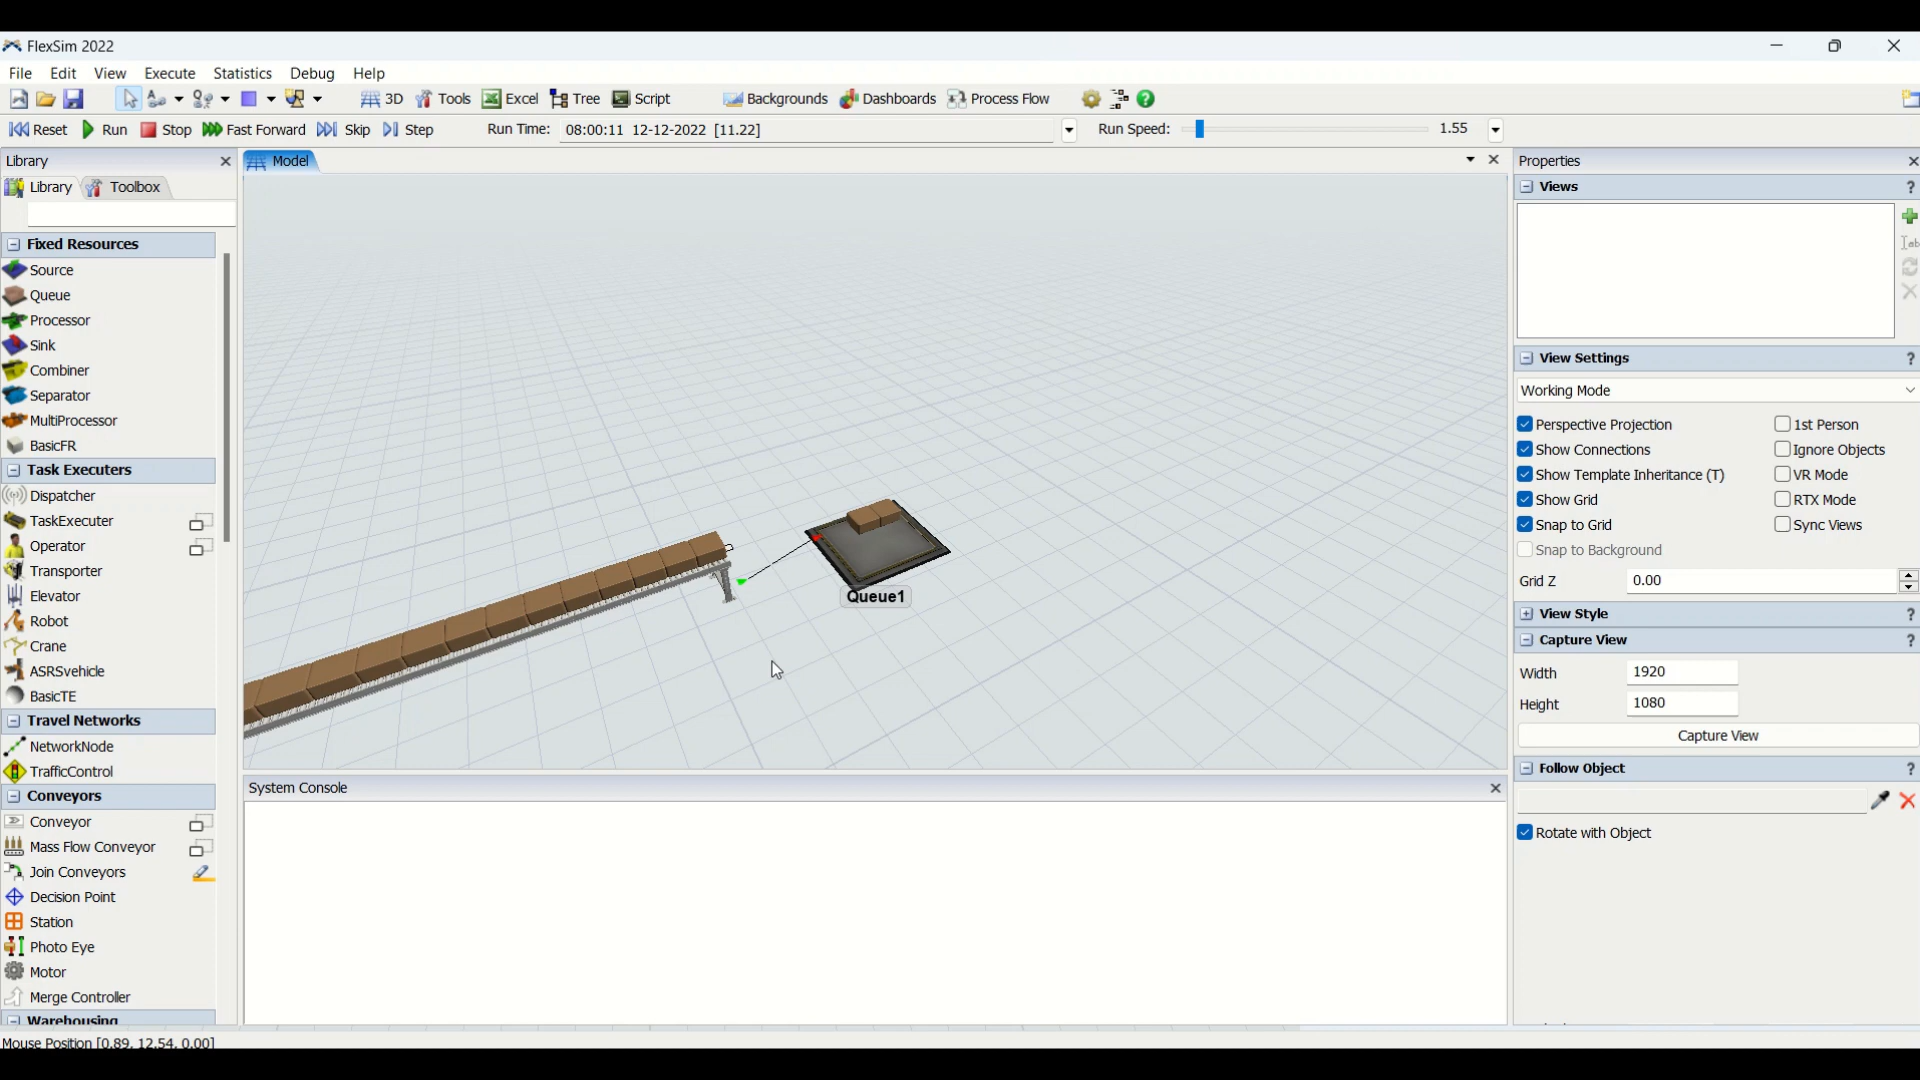 FlexSim 2022
File Edit View Execute Statistics Debug Help
3D Tools Excel Tree Script Backgrounds Dashboards Process Flow
Reset Run Stop Fast Forward Skip Step Run Time: 08:00:11 12-12-2022 [11.22] Run Speed: 1.55
Library
Library Toolbox
Fixed Resources
Source
Queue
Processor
Sink
Combiner
Separator
MultiProcessor
BasicFR
Task Executers
Dispatcher
TaskExecuter
Operator
Transporter
Elevator
Robot
Crane
ASRSvehicle
BasicTE
Travel Networks
NetworkNode
TrafficControl
Conveyors
Conveyor
Mass Flow Conveyor
Join Conveyors
Decision Point
Station
Photo Eye
Motor
Merge Controller
Warehousing
Mouse Position [0.89, 12.54, 0.00]
Model
Queue1
System Console
Properties
Views
View Settings
Working Mode
Perspective Projection 1st Person
Show Connections Ignore Objects
Show Template Inheritance (T) VR Mode
Show Grid RTX Mode
Snap to Grid Sync Views
Snap to Background
Grid Z 0.00
View Style
Capture View
Width 1920
Height 1080
Capture View
Follow Object
Rotate with Object